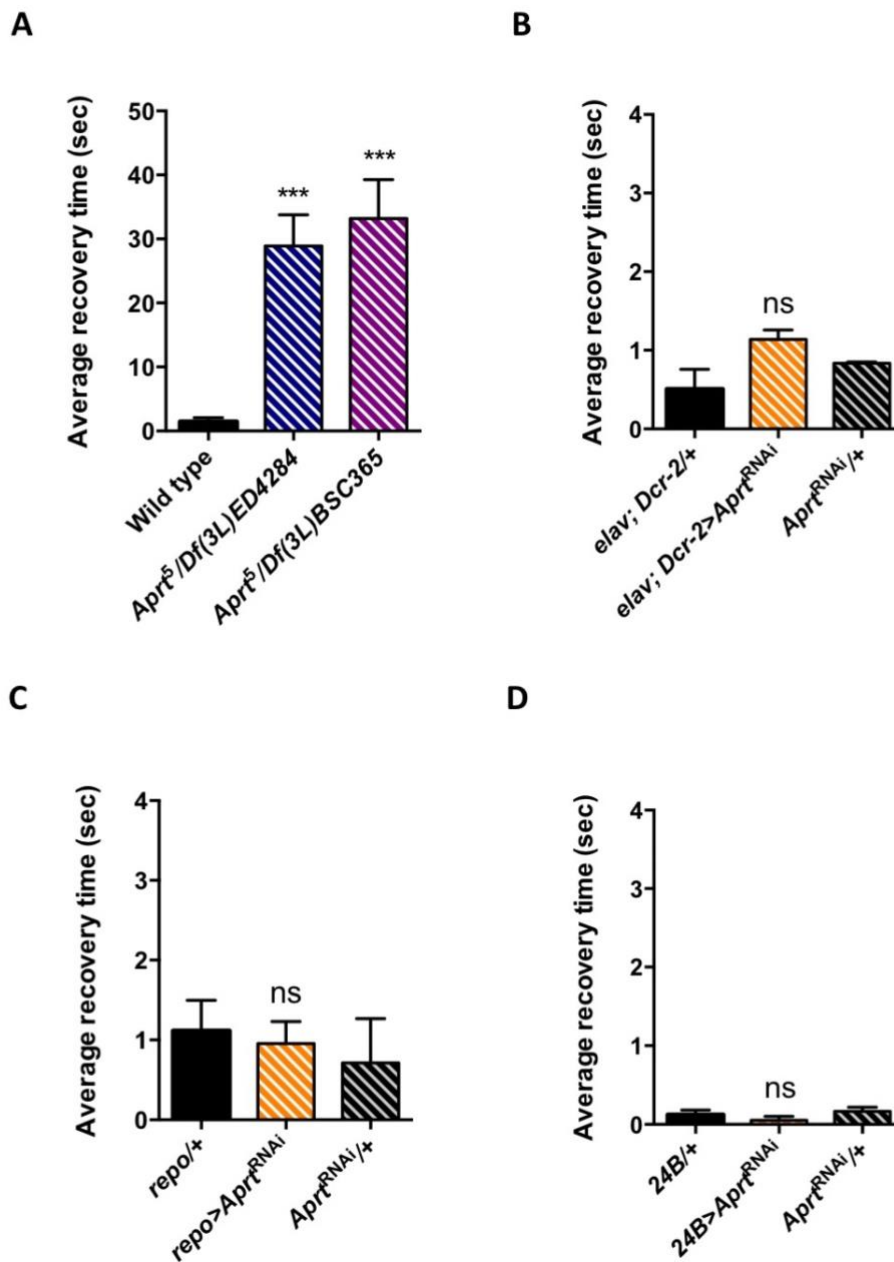 A
Average recovery time (sec)
50
40
30
20
10
0
***
***
Wild type
Aprt⁵/Df(3L)ED4284
Aprt⁵/Df(3L)BSC365
B
Average recovery time (sec)
4
3
2
1
0
ns
elav; Dcr-2/+
elav; Dcr-2>Aprtᴿᴺᴬⁱ
Aprtᴿᴺᴬⁱ/+
C
Average recovery time (sec)
4
3
2
1
0
ns
repo/+
repo>Aprtᴿᴺᴬⁱ
Aprtᴿᴺᴬⁱ/+
D
Average recovery time (sec)
4
3
2
1
0
ns
24B/+
24B>Aprtᴿᴺᴬⁱ
Aprtᴿᴺᴬⁱ/+